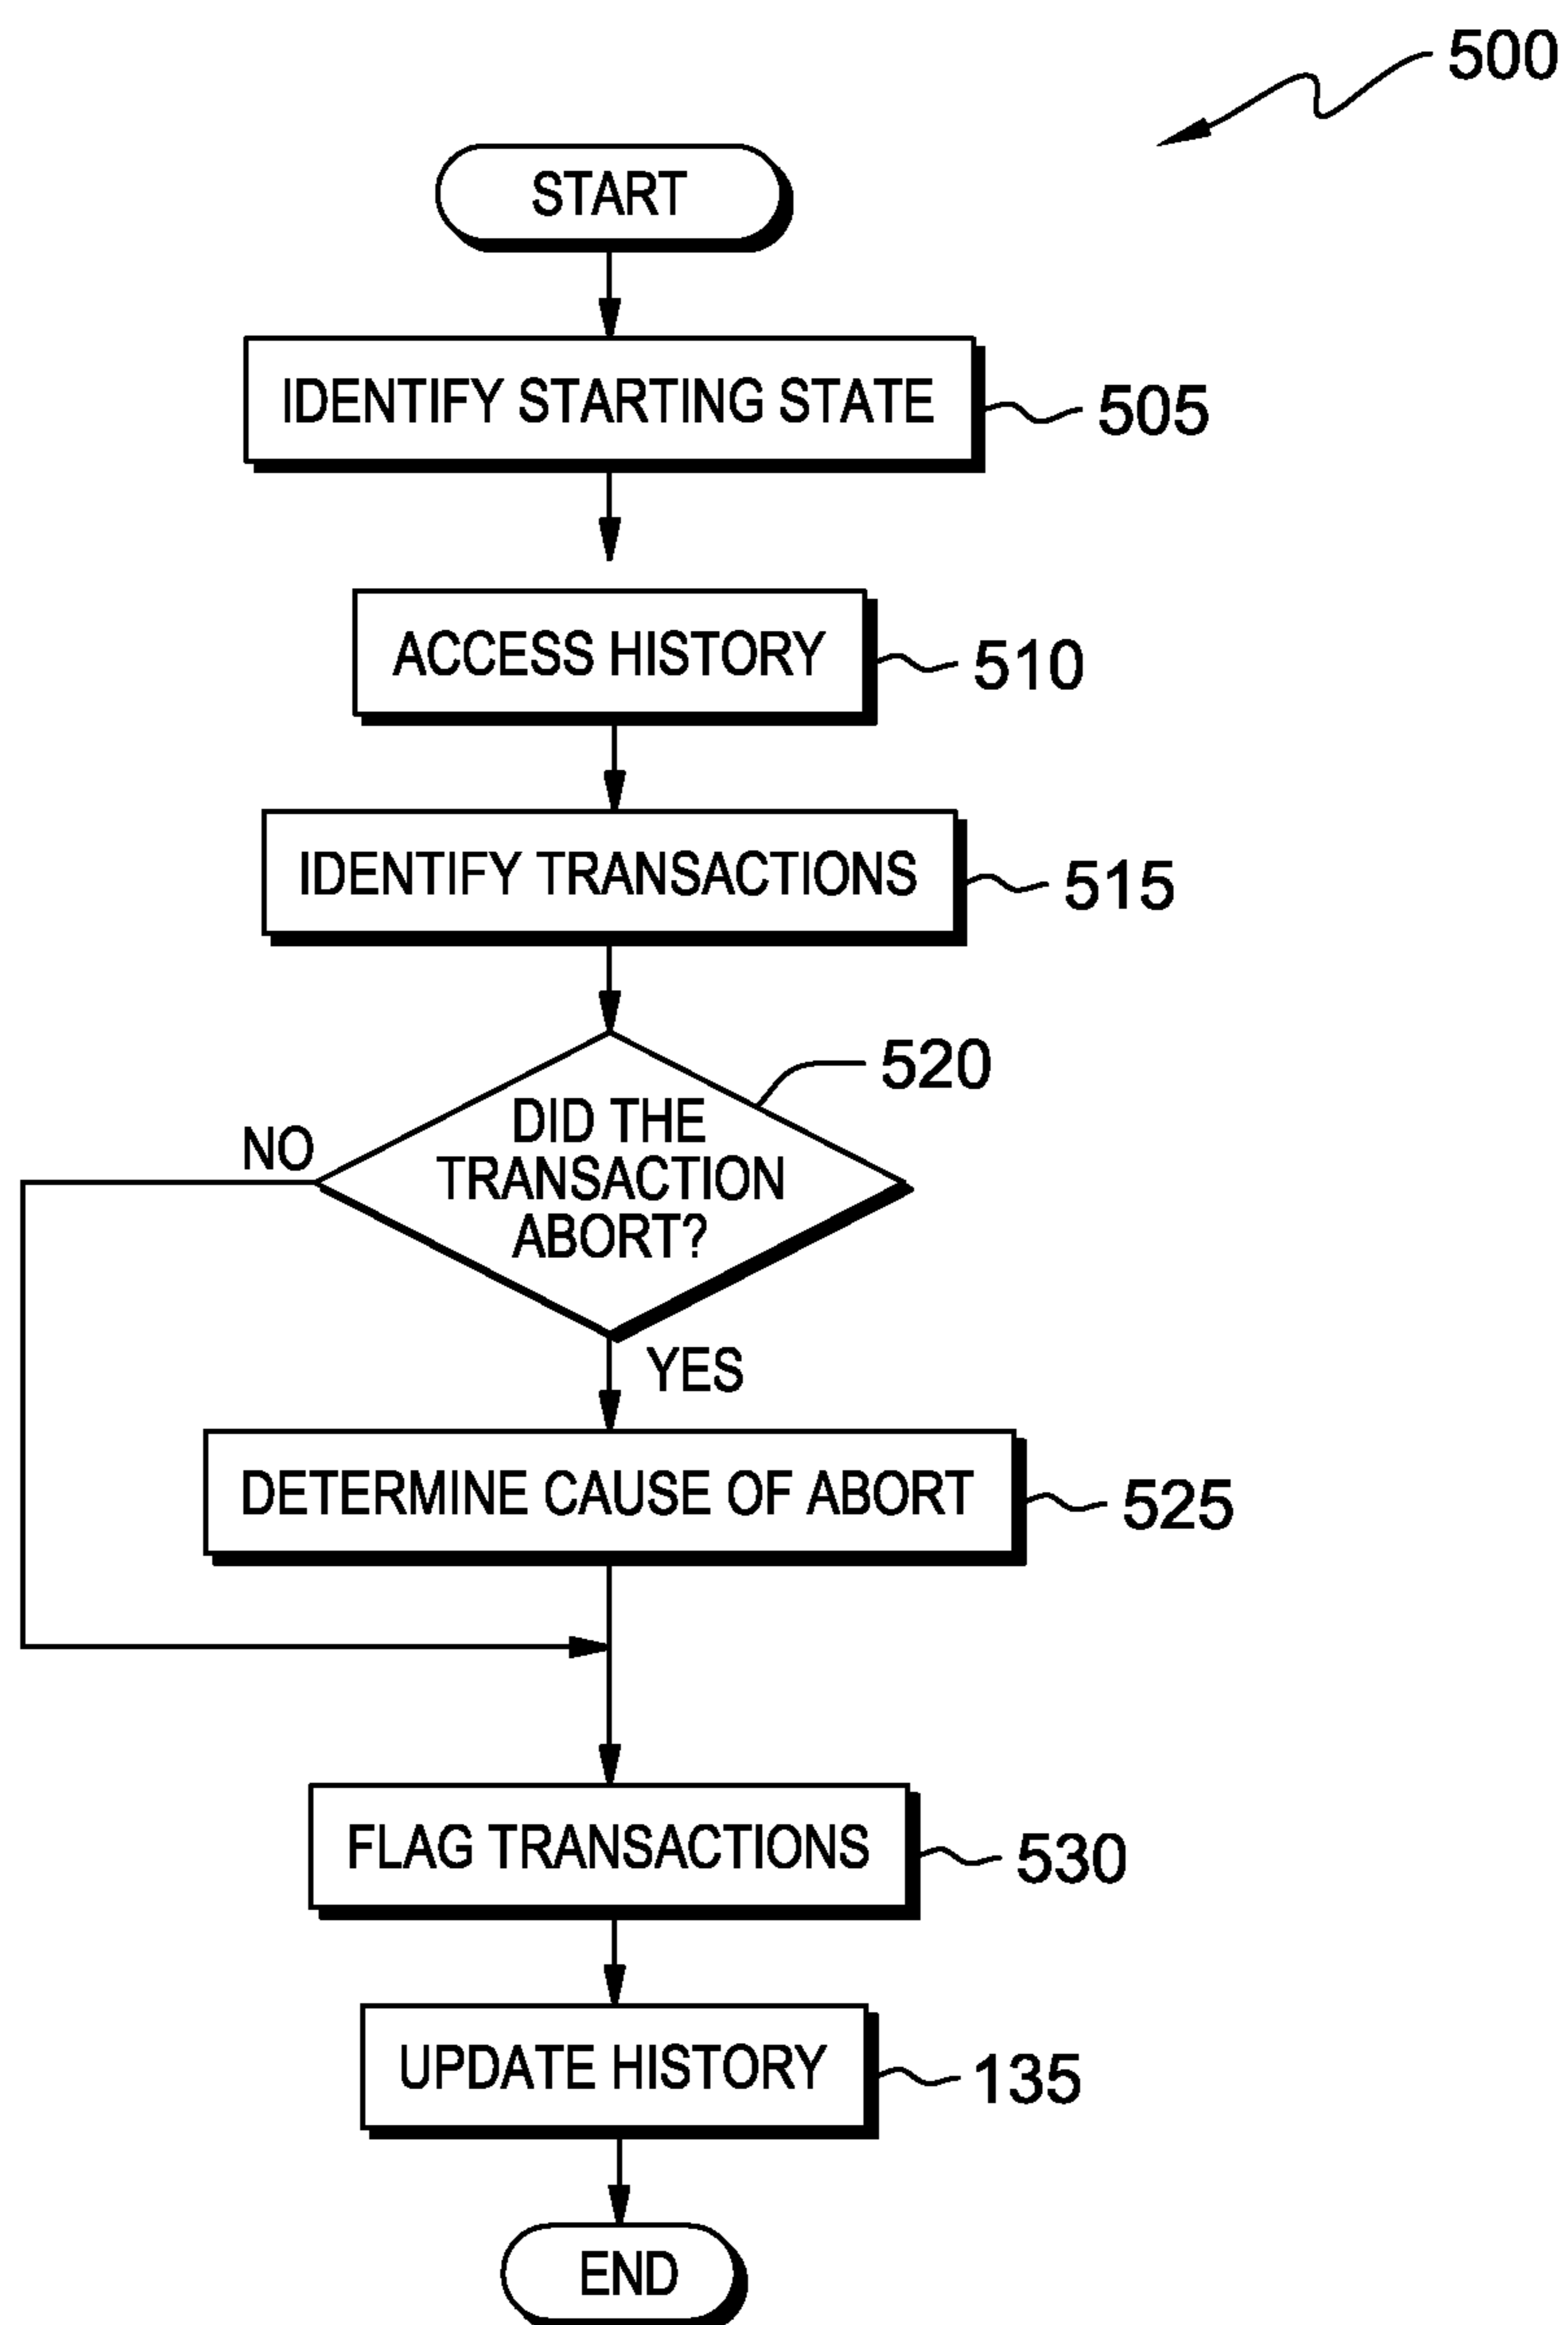 500
START
IDENTIFY STARTING STATE
505
ACCESS HISTORY
510
IDENTIFY TRANSACTIONS
515
520
DID THE
TRANSACTION
ABORT?
NO
YES
DETERMINE CAUSE OF ABORT
525
FLAG TRANSACTIONS
530
UPDATE HISTORY
135
END